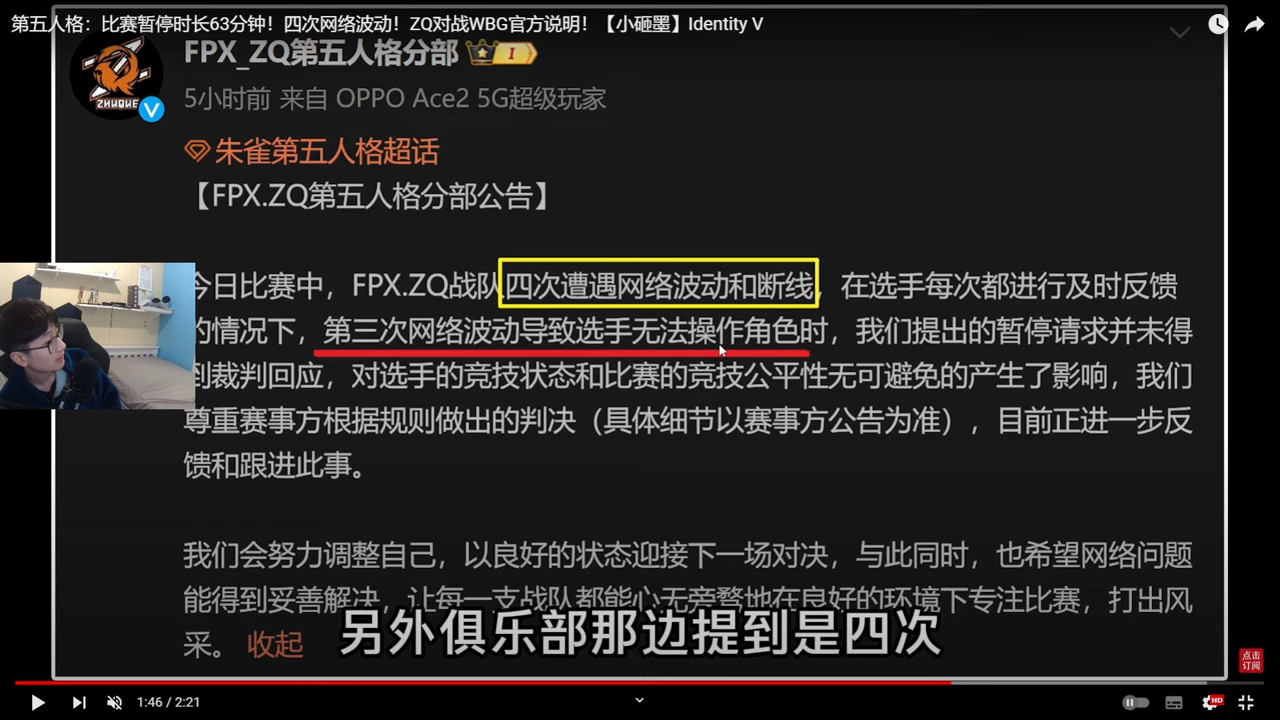 第五人格：比赛暂停时长63分钟！四次网络波动！ZQ对战WBG官方说明！【小砸墨】Identity V
FPX_ZQ第五人格分部 I
ZHUQUE
5小时前 来自 OPPO Ace2 5G超级玩家
朱雀第五人格超话
【FPX.ZQ第五人格分部公告】
今日比赛中，FPX.ZQ战队四次遭遇网络波动和断线，在选手每次都进行及时反馈
的情况下，第三次网络波动导致选手无法操作角色时，我们提出的暂停请求并未得
到裁判回应，对选手的竞技状态和比赛的竞技公平性无可避免的产生了影响，我们
尊重赛事方根据规则做出的判决（具体细节以赛事方公告为准），目前正进一步反
馈和跟进此事。
我们会努力调整自己，以良好的状态迎接下一场对决，与此同时，也希望网络问题
能得到妥善解决，让每一支战队都能心无旁骛地在良好的环境下专注比赛，打出风
采。 收起
另外俱乐部那边提到是四次
点击
订阅
1:46 / 2:21
HD